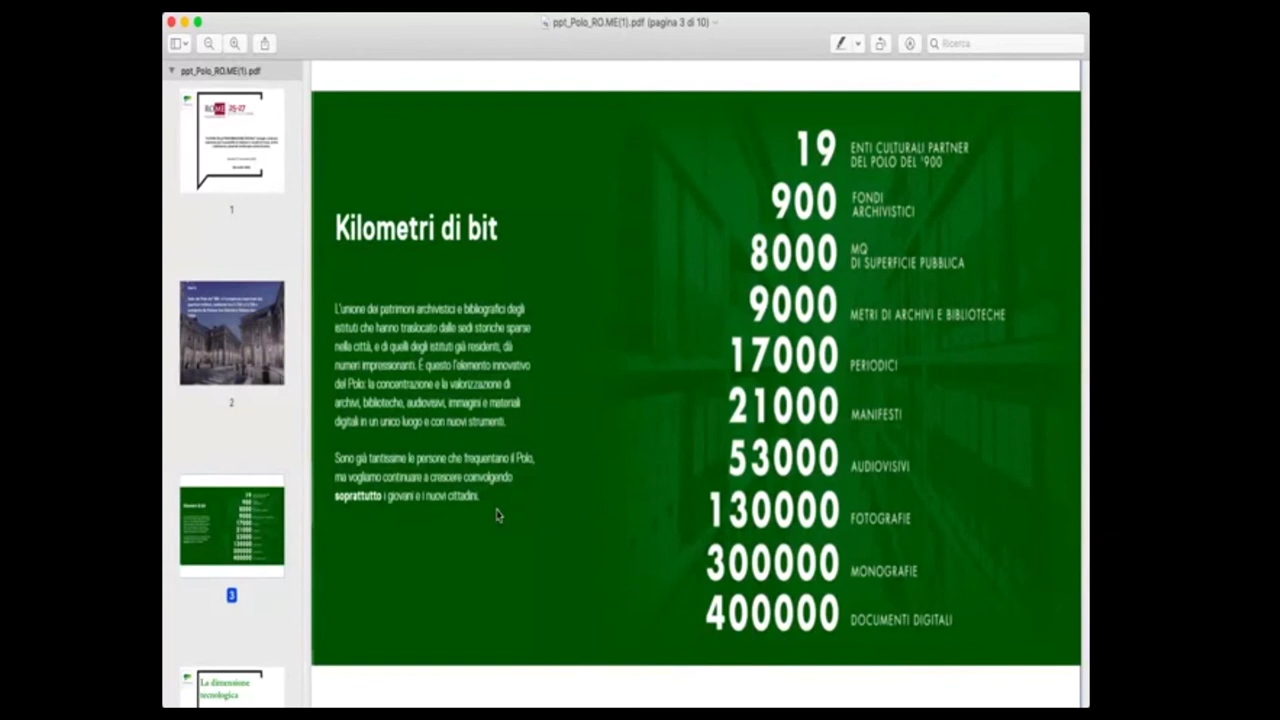 ppt_Polo_RO.ME(1).pdf (pagina 3 di 10)
Ricerca
ppt_Polo_RO.ME(1).pdf
ROME 25-27
1
2
3
La dimensione
tecnologica
Kilometri di bit
L'unione dei patrimoni archivistici e bibliografici degli
istituti che hanno traslocato dalle sedi storiche sparse
nella città, e di quelli degli istituti già residenti, dà
numeri impressionanti. È questo l'elemento innovativo
del Polo: la concentrazione e la valorizzazione di
archivi, biblioteche, audiovisivi, immagini e materiali
digitali in un unico luogo e con nuovi strumenti.
Sono già tantissime le persone che frequentano il Polo,
ma vogliamo continuare a crescere coinvolgendo
soprattutto i giovani e i nuovi cittadini.
19 ENTI CULTURALI PARTNER
DEL POLO DEL '900
900 FONDI
ARCHIVISTICI
8000 MQ
DI SUPERFICIE PUBBLICA
9000 METRI DI ARCHIVI E BIBLIOTECHE
17000 PERIODICI
21000 MANIFESTI
53000 AUDIOVISIVI
130000 FOTOGRAFIE
300000 MONOGRAFIE
400000 DOCUMENTI DIGITALI